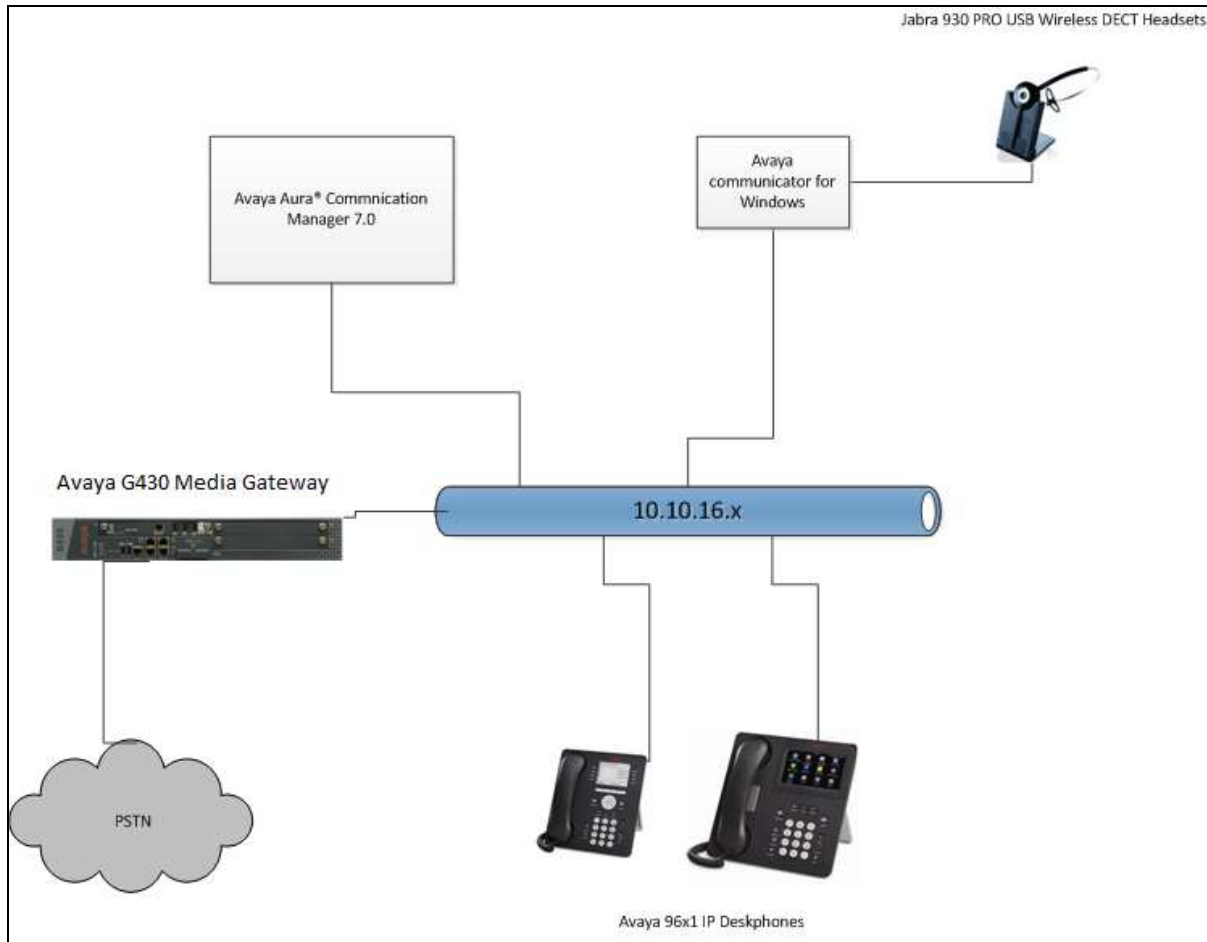 Jabra 930 PRO USB Wireless DECT Headsets
Avaya Aura® Commnication
Manager 7.0
Avaya
communicator for
Windows
Avaya G430 Media Gateway
10.10.16.x
PSTN
Avaya 96x1 IP Deskphones